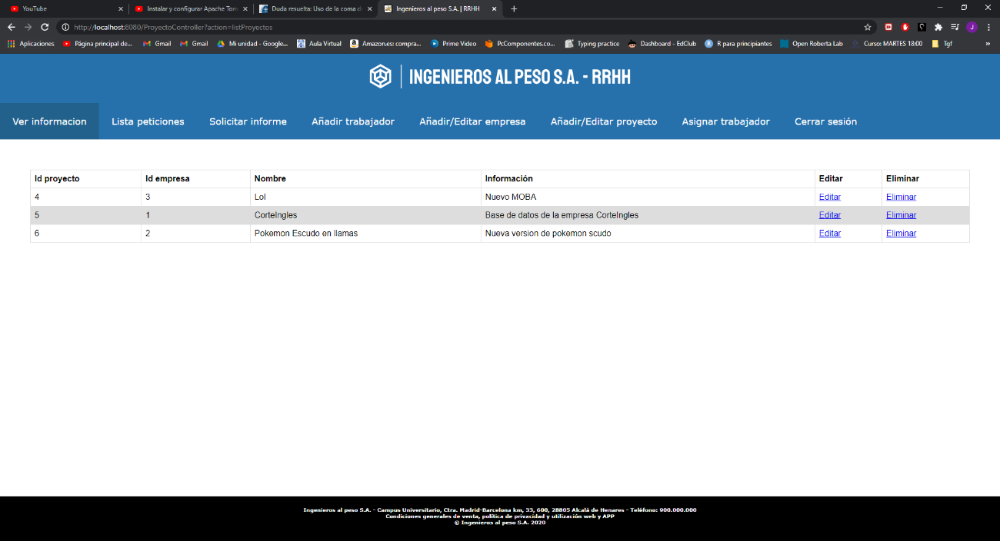 YouTube
Instalar y configurar Apache Tom
Duda resuelta: Uso de la coma d
Ingenieros al peso S.A. | RRHH
http://localhost:8080/ProyectoController?action=listProyectos
J
Aplicaciones
Página principal de...
Gmail
Gmail
Mi unidad - Google...
Aula Virtual
Amazon.es: compra...
Prime Video
PcComponentes.co...
Typing practice
Dashboard - EdClub
R para principiantes
Open Roberta Lab
Curso: MARTES 18:00
Tgf
»
INGENIEROS AL PESO S.A. - RRHH
Ver informacion Lista peticiones Solicitar informe Añadir trabajador Añadir/Editar empresa Añadir/Editar proyecto Asignar trabajador Cerrar sesión
Id proyecto Id empresa Nombre Información Editar Eliminar
4 3 Lol Nuevo MOBA Editar Eliminar
5 1 CorteIngles Base de datos de la empresa CorteIngles Editar Eliminar
6 2 Pokemon Escudo en llamas Nueva version de pokemon scudo Editar Eliminar
Ingenieros al peso S.A. - Campus Universitario, Ctra. Madrid-Barcelona km, 33, 600, 28805 Alcalá de Henares - Teléfono: 900.000.000
Condiciones generales de venta, política de privacidad y utilización web y APP
© Ingenieros al peso S.A. 2020